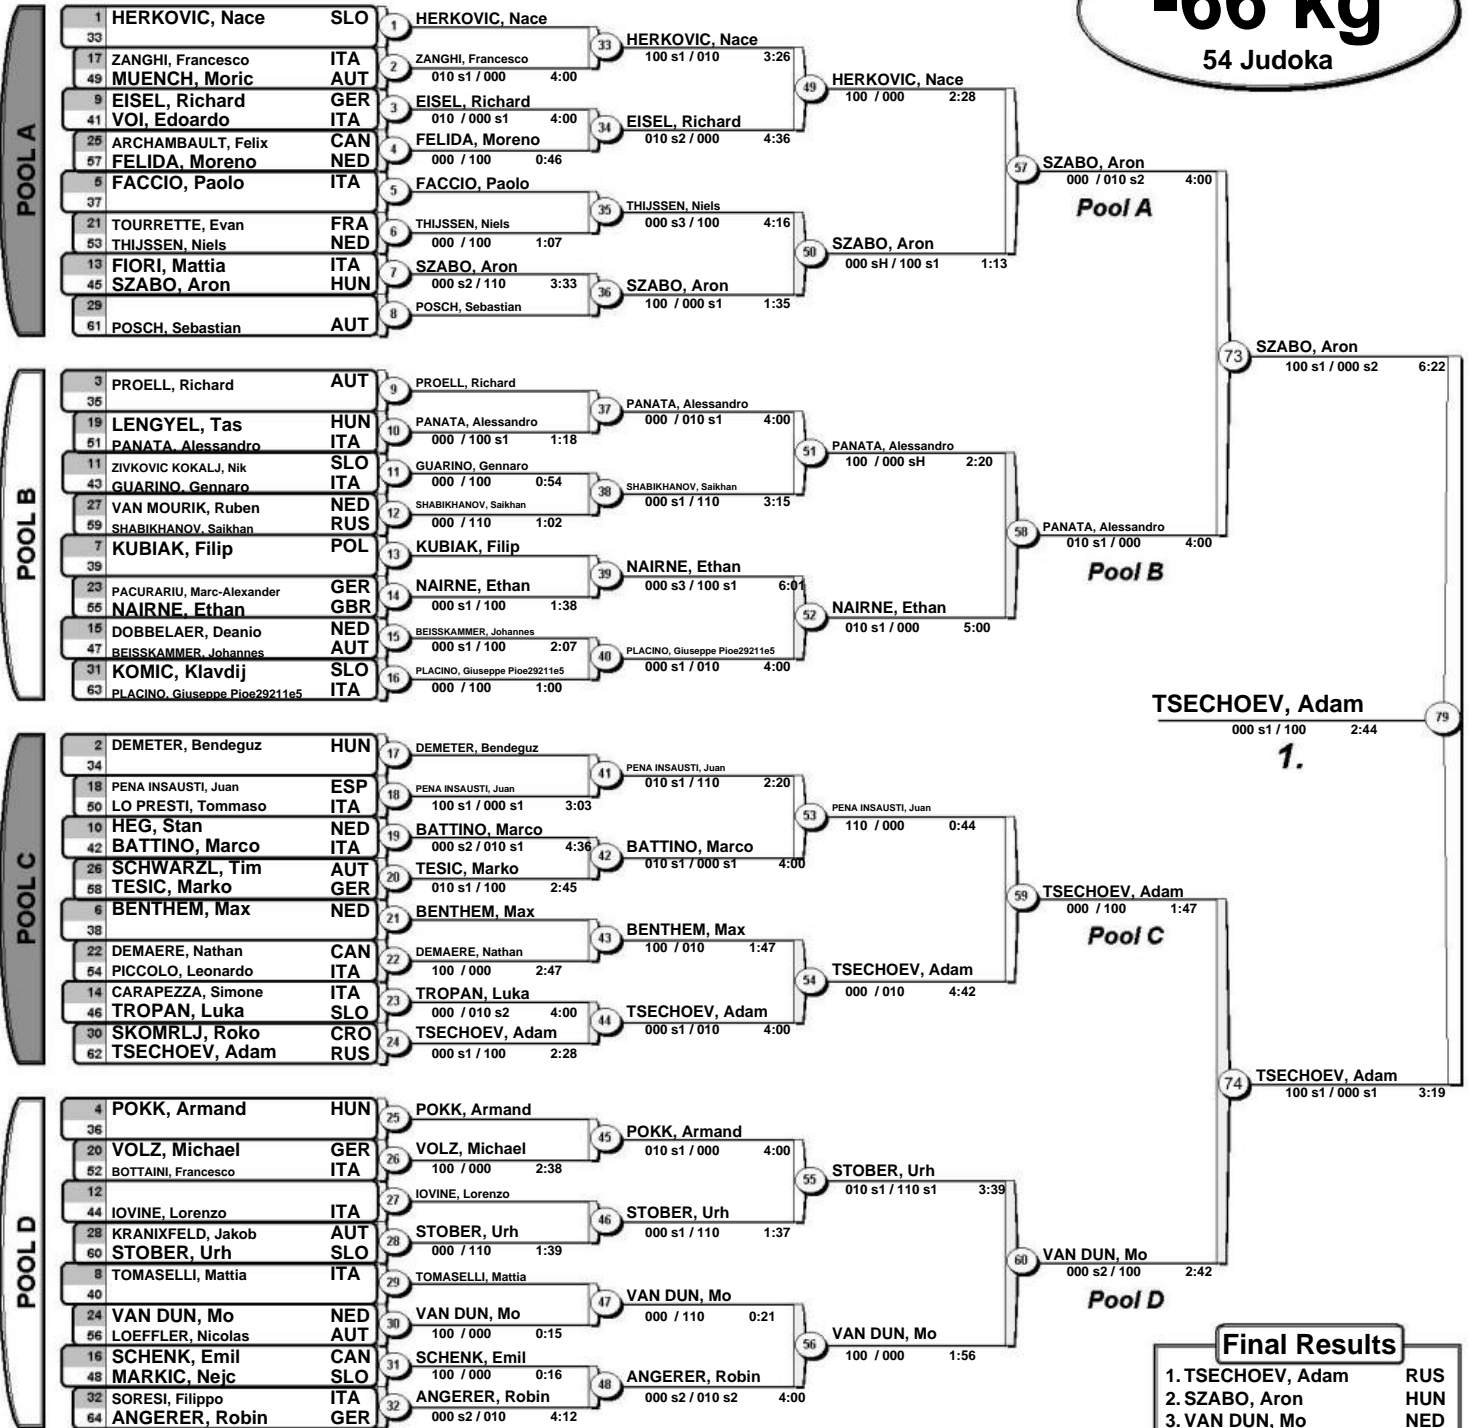 -66 kg
54 Judoka
POOL A
1 HERKOVIC, Nace SLO
33
17 ZANGHI, Francesco ITA
49 MUENCH, Moric AUT
9 EISEL, Richard GER
41 VOI, Edoardo ITA
25 ARCHAMBAULT, Felix CAN
57 FELIDA, Moreno NED
5 FACCIO, Paolo ITA
37
21 TOURRETTE, Evan FRA
53 THIJSSEN, Niels NED
13 FIORI, Mattia ITA
45 SZABO, Aron HUN
29
61 POSCH, Sebastian AUT
1 HERKOVIC, Nace
2 ZANGHI, Francesco
010 s1 / 000 4:00
3 EISEL, Richard
010 / 000 s1 4:00
4 FELIDA, Moreno
000 / 100 0:46
5 FACCIO, Paolo
6 THIJSSEN, Niels
000 / 100 1:07
7 SZABO, Aron
000 s2 / 110 3:33
8 POSCH, Sebastian
33 HERKOVIC, Nace
100 s1 / 010 3:26
34 EISEL, Richard
010 s2 / 000 4:36
35 THIJSSEN, Niels
000 s3 / 100 4:16
36 SZABO, Aron
100 / 000 s1 1:35
49 HERKOVIC, Nace
100 / 000 2:28
50 SZABO, Aron
000 sH / 100 s1 1:13
57 SZABO, Aron
000 / 010 s2 4:00
Pool A
POOL B
3 PROELL, Richard AUT
35
19 LENGYEL, Tas HUN
51 PANATA, Alessandro ITA
11 ZIVKOVIC KOKALJ, Nik SLO
43 GUARINO, Gennaro ITA
27 VAN MOURIK, Ruben NED
59 SHABIKHANOV, Saikhan RUS
7 KUBIAK, Filip POL
39
23 PACURARIU, Marc-Alexander GER
55 NAIRNE, Ethan GBR
15 DOBBELAER, Deanio NED
47 BEISSKAMMER, Johannes AUT
31 KOMIC, Klavdij SLO
63 PLACINO, Giuseppe Pioe29211e5 ITA
9 PROELL, Richard
10 PANATA, Alessandro
000 / 100 s1 1:18
11 GUARINO, Gennaro
000 / 100 0:54
12 SHABIKHANOV, Saikhan
000 / 110 1:02
13 KUBIAK, Filip
14 NAIRNE, Ethan
000 s1 / 100 1:38
15 BEISSKAMMER, Johannes
000 s1 / 100 2:07
16 PLACINO, Giuseppe Pioe29211e5
000 / 100 1:00
37 PANATA, Alessandro
000 / 010 s1 4:00
38 SHABIKHANOV, Saikhan
000 s1 / 110 3:15
39 NAIRNE, Ethan
000 s3 / 100 s1 6:01
40 PLACINO, Giuseppe Pioe29211e5
000 s1 / 010 4:00
51 PANATA, Alessandro
100 / 000 sH 2:20
52 NAIRNE, Ethan
010 s1 / 000 5:00
58 PANATA, Alessandro
010 s1 / 000 4:00
Pool B
73 SZABO, Aron
100 s1 / 000 s2 6:22
TSECHOEV, Adam 79
000 s1 / 100 2:44
1.
POOL C
2 DEMETER, Bendeguz HUN
34
18 PENA INSAUSTI, Juan ESP
50 LO PRESTI, Tommaso ITA
10 HEG, Stan NED
42 BATTINO, Marco ITA
26 SCHWARZL, Tim AUT
58 TESIC, Marko GER
6 BENTHEM, Max NED
38
22 DEMAERE, Nathan CAN
54 PICCOLO, Leonardo ITA
14 CARAPEZZA, Simone ITA
46 TROPAN, Luka SLO
30 SKOMRLJ, Roko CRO
62 TSECHOEV, Adam RUS
17 DEMETER, Bendeguz
18 PENA INSAUSTI, Juan
100 s1 / 000 s1 3:03
19 BATTINO, Marco
000 s2 / 010 s1 4:36
20 TESIC, Marko
010 s1 / 100 2:45
21 BENTHEM, Max
22 DEMAERE, Nathan
100 / 000 2:47
23 TROPAN, Luka
000 / 010 s2 4:00
24 TSECHOEV, Adam
000 s1 / 100 2:28
41 PENA INSAUSTI, Juan
010 s1 / 110 2:20
42 BATTINO, Marco
010 s1 / 000 s1 4:00
43 BENTHEM, Max
100 / 010 1:47
44 TSECHOEV, Adam
000 s1 / 010 4:00
53 PENA INSAUSTI, Juan
110 / 000 0:44
54 TSECHOEV, Adam
000 / 010 4:42
59 TSECHOEV, Adam
000 / 100 1:47
Pool C
POOL D
4 POKK, Armand HUN
36
20 VOLZ, Michael GER
52 BOTTAINI, Francesco ITA
12
44 IOVINE, Lorenzo ITA
28 KRANIXFELD, Jakob AUT
60 STOBER, Urh SLO
8 TOMASELLI, Mattia ITA
40
24 VAN DUN, Mo NED
56 LOEFFLER, Nicolas AUT
16 SCHENK, Emil CAN
48 MARKIC, Nejc SLO
32 SORESI, Filippo ITA
64 ANGERER, Robin GER
25 POKK, Armand
26 VOLZ, Michael
100 / 000 2:38
27 IOVINE, Lorenzo
28 STOBER, Urh
000 / 110 1:39
29 TOMASELLI, Mattia
30 VAN DUN, Mo
100 / 000 0:15
31 SCHENK, Emil
100 / 000 0:16
32 ANGERER, Robin
000 s2 / 010 4:12
45 POKK, Armand
010 s1 / 000 4:00
46 STOBER, Urh
000 s1 / 110 1:37
47 VAN DUN, Mo
000 / 110 0:21
48 ANGERER, Robin
000 s2 / 010 s2 4:00
55 STOBER, Urh
010 s1 / 110 s1 3:39
56 VAN DUN, Mo
100 / 000 1:56
60 VAN DUN, Mo
000 s2 / 100 2:42
Pool D
74 TSECHOEV, Adam
100 s1 / 000 s1 3:19
Final Results
1. TSECHOEV, Adam RUS
2. SZABO, Aron HUN
3. VAN DUN, Mo NED